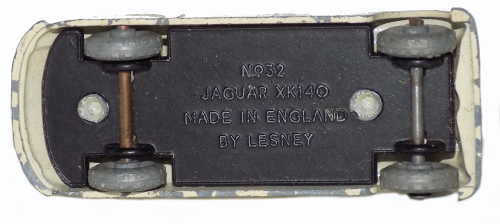 No32
JAGUAR XK140
MADE IN ENGLAND
BY LESNEY